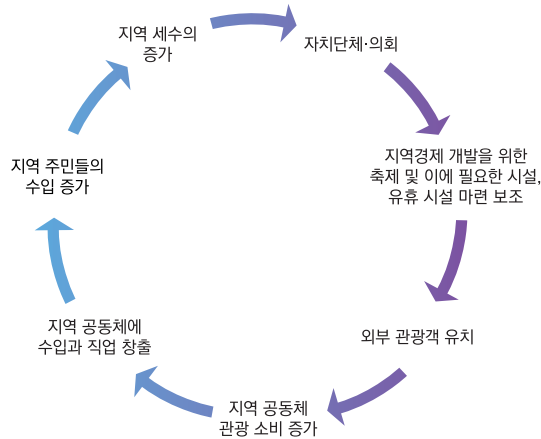 지역 세수의
증가
자치단체·의회
지역경제 개발을 위한
축제 및 이에 필요한 시설,
유휴 시설 마련 보조
외부 관광객 유치
지역 공동체
관광 소비 증가
지역 공동체에
수입과 직업 창출
지역 주민들의
수입 증가